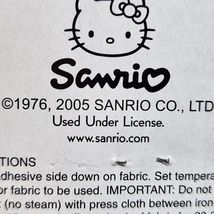 Sanrio
©1976, 2005 SANRIO CO., LTD
Used Under License.
www.sanrio.com
TIONS
adhesive side down on fabric. Set tempera
or fabric to be used. IMPORTANT: Do not
t (no steam) with press cloth between iron